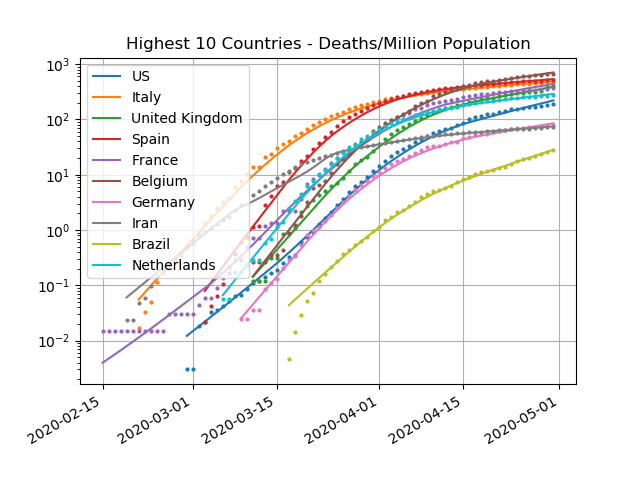 Highest 10 Countries - Deaths/Million Population
10³
10²
10¹
10⁰
10⁻¹
10⁻²
US
Italy
United Kingdom
Spain
France
Belgium
Germany
Iran
Brazil
Netherlands
2020-02-15
2020-03-01
2020-03-15
2020-04-01
2020-04-15
2020-05-01